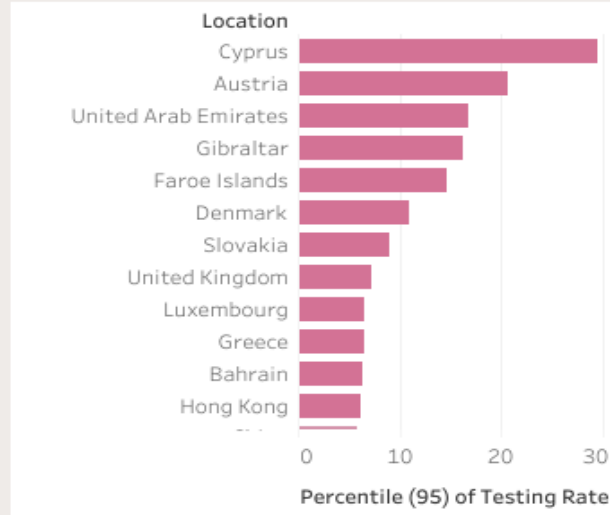 Location
Cyprus
Austria
United Arab Emirates
Gibraltar
Faroe Islands
Denmark
Slovakia
United Kingdom
Luxembourg
Greece
Bahrain
Hong Kong
0 10 20 30
Percentile (95) of Testing Rate